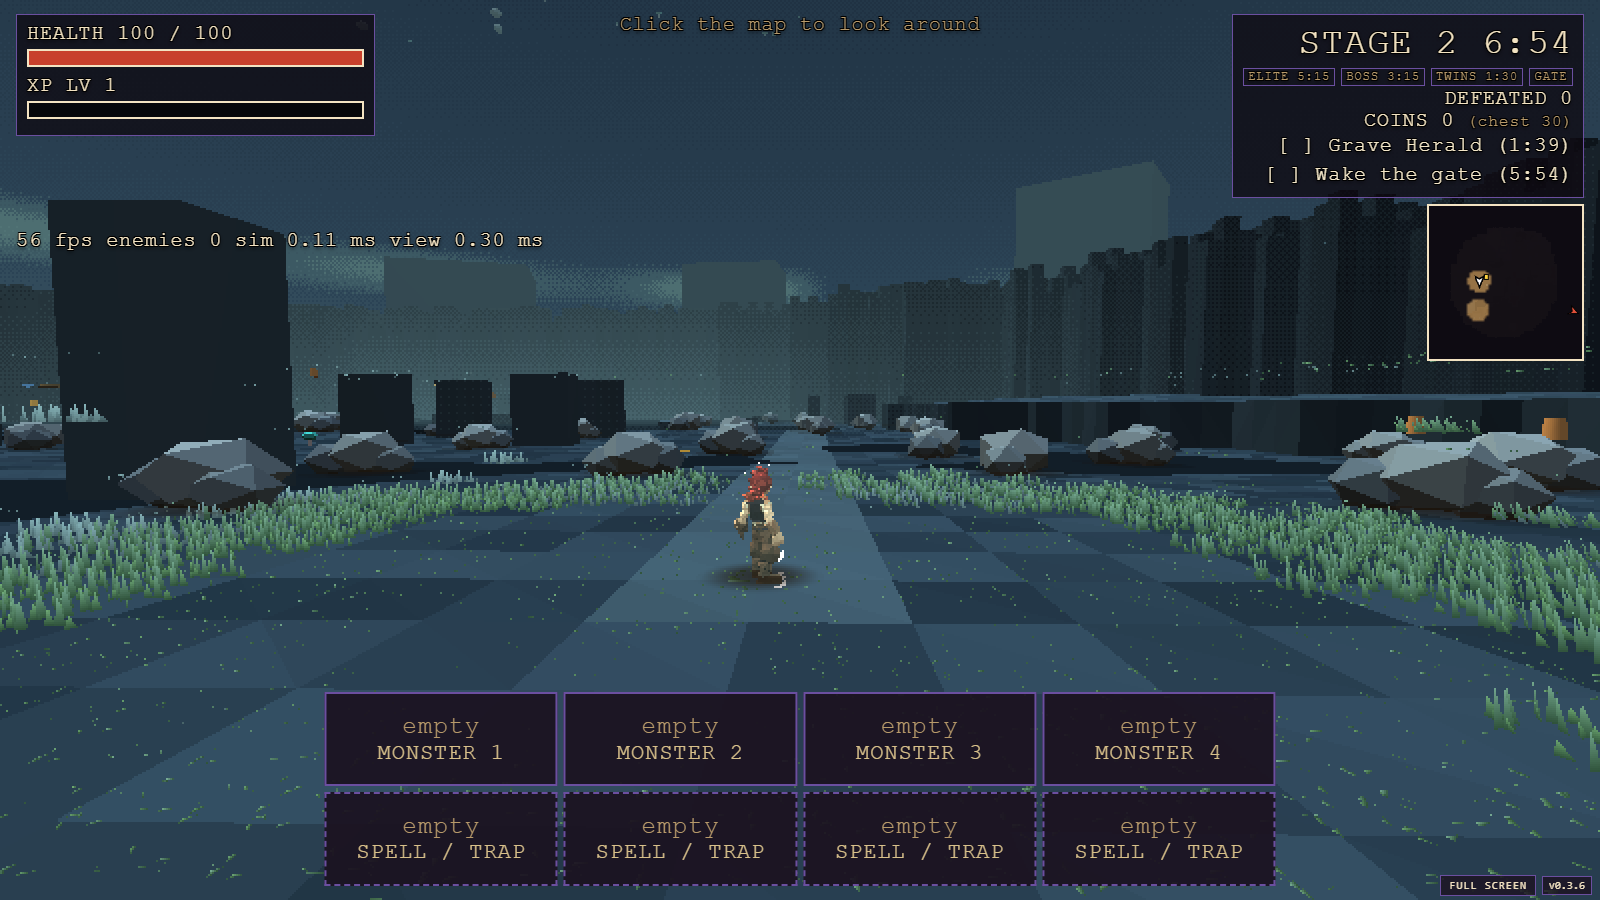 HEALTH 100 / 100
XP LV 1
Click the map to look around
STAGE 2 6:54
ELITE 5:15 BOSS 3:15 TWINS 1:30 GATE
DEFEATED 0
COINS 0 (chest 30)
[ ] Grave Herald (1:39)
[ ] Wake the gate (5:54)
56 fps enemies 0 sim 0.11 ms view 0.30 ms
empty empty empty empty
MONSTER 1 MONSTER 2 MONSTER 3 MONSTER 4
empty empty empty empty
SPELL / TRAP SPELL / TRAP SPELL / TRAP SPELL / TRAP
FULL SCREEN v0.3.6